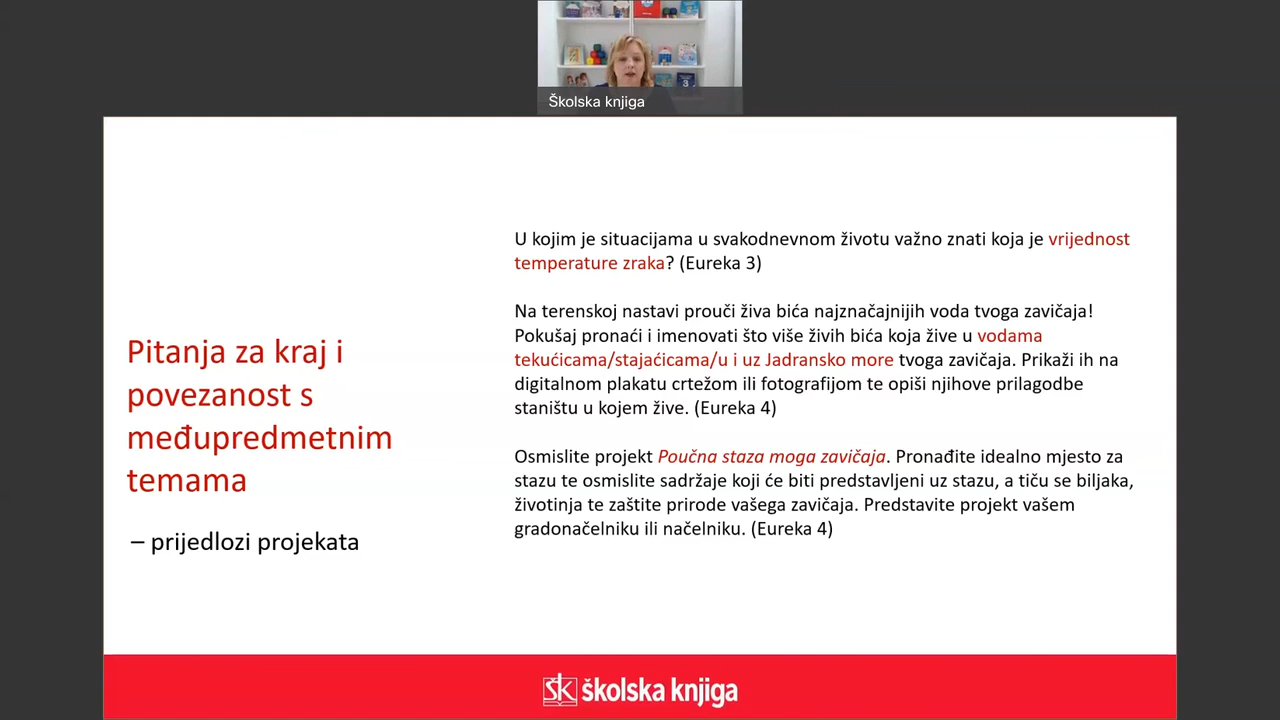 Školska knjiga
Pitanja za kraj i
povezanost s
međupredmetnim
temama
– prijedlozi projekata
U kojim je situacijama u svakodnevnom životu važno znati koja je vrijednost
temperature zraka? (Eureka 3)
Na terenskoj nastavi prouči živa bića najznačajnijih voda tvoga zavičaja!
Pokušaj pronaći i imenovati što više živih bića koja žive u vodama
tekućicama/stajaćicama/u i uz Jadransko more tvoga zavičaja. Prikaži ih na
digitalnom plakatu crtežom ili fotografijom te opiši njihove prilagodbe
staništu u kojem žive. (Eureka 4)
Osmislite projekt Poučna staza moga zavičaja. Pronađite idealno mjesto za
stazu te osmislite sadržaje koji će biti predstavljeni uz stazu, a tiču se biljaka,
životinja te zaštite prirode vašega zavičaja. Predstavite projekt vašem
gradonačelniku ili načelniku. (Eureka 4)
ŠK školska knjiga